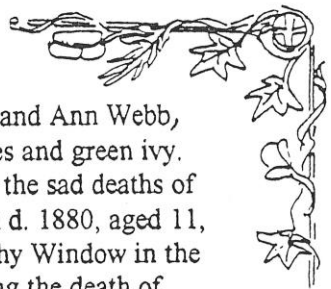 and Ann Webb,
es and green ivy.
the sad deaths of
d. 1880, aged 11,
hy Window in the
ng the death of